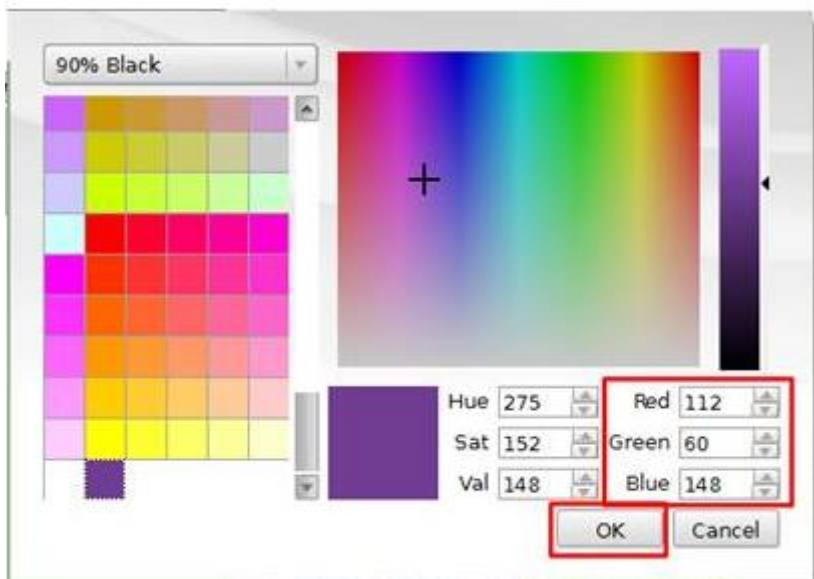 90% Black
Hue 275 Red 112
Sat 152 Green 60
Val 148 Blue 148
OK Cancel